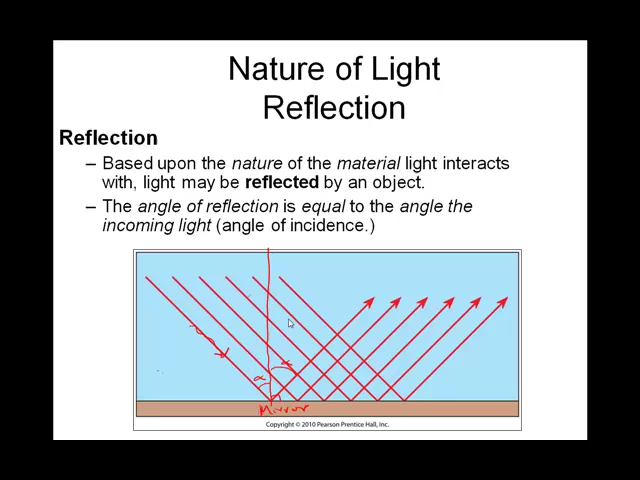 Nature of Light
Reflection
Reflection
– Based upon the nature of the material light interacts
with, light may be reflected by an object.
– The angle of reflection is equal to the angle the
incoming light (angle of incidence.)
α
α
Mirror
Copyright © 2010 Pearson Prentice Hall, Inc.